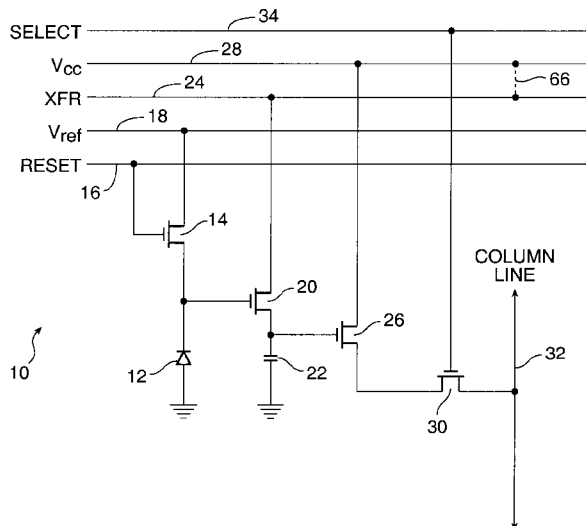 SELECT
34
Vcc
28
66
XFR
24
Vref
18
RESET
16
14
COLUMN
LINE
20
26
32
10
12
22
30